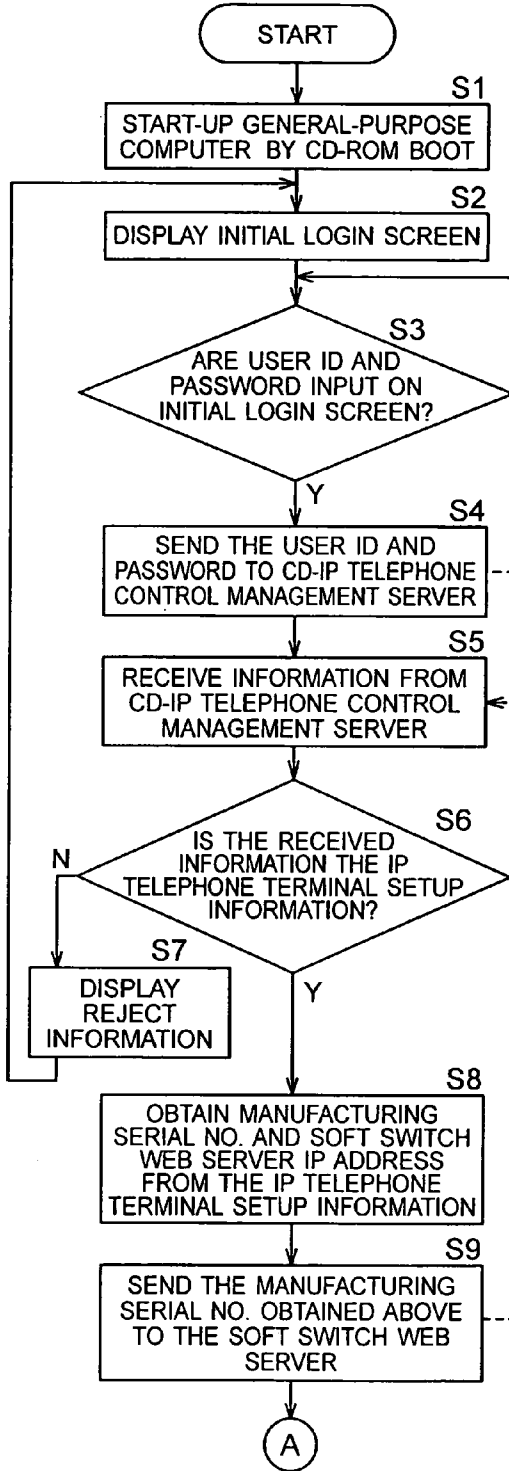 START
S1
START-UP GENERAL-PURPOSE
COMPUTER BY CD-ROM BOOT
S2
DISPLAY INITIAL LOGIN SCREEN
S3
ARE USER ID AND
PASSWORD INPUT ON
INITIAL LOGIN SCREEN?
Y
S4
SEND THE USER ID AND
PASSWORD TO CD-IP TELEPHONE
CONTROL MANAGEMENT SERVER
S5
RECEIVE INFORMATION FROM
CD-IP TELEPHONE CONTROL
MANAGEMENT SERVER
S6
IS THE RECEIVED
INFORMATION THE IP
TELEPHONE TERMINAL SETUP
INFORMATION?
N
S7
DISPLAY
REJECT
INFORMATION
Y
S8
OBTAIN MANUFACTURING
SERIAL NO. AND SOFT SWITCH
WEB SERVER IP ADDRESS
FROM THE IP TELEPHONE
TERMINAL SETUP INFORMATION
S9
SEND THE MANUFACTURING
SERIAL NO. OBTAINED ABOVE
TO THE SOFT SWITCH WEB
SERVER
A